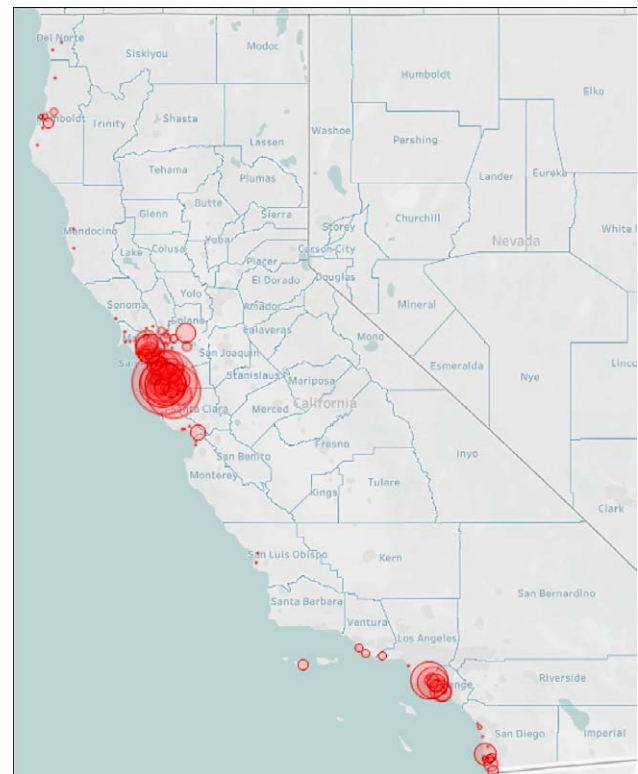 Del Norte
Siskiyou
Modoc
Humboldt
Elko
Humboldt
Trinity
Shasta
Lassen
Washoe
Pershing
Lander
Eureka
Tehama
Plumas
Butte
Glenn
Sierra
Storey
Churchill
White
Mendocino
Colusa
Yuba
Carson City
Nevada
Lake
Placer
Douglas
El Dorado
Sonoma
Yolo
Mineral
Amador
Solano
Calaveras
Mono
San Joaquin
Esmeralda
Nye
Linco
Stanislaus
Mariposa
California
Santa Clara
Merced
Fresno
San Benito
Inyo
Monterey
Kings
Tulare
Clark
San Luis Obispo
Kern
Santa Barbara
San Bernardino
Ventura
Los Angeles
Orange
Riverside
San Diego
Imperial